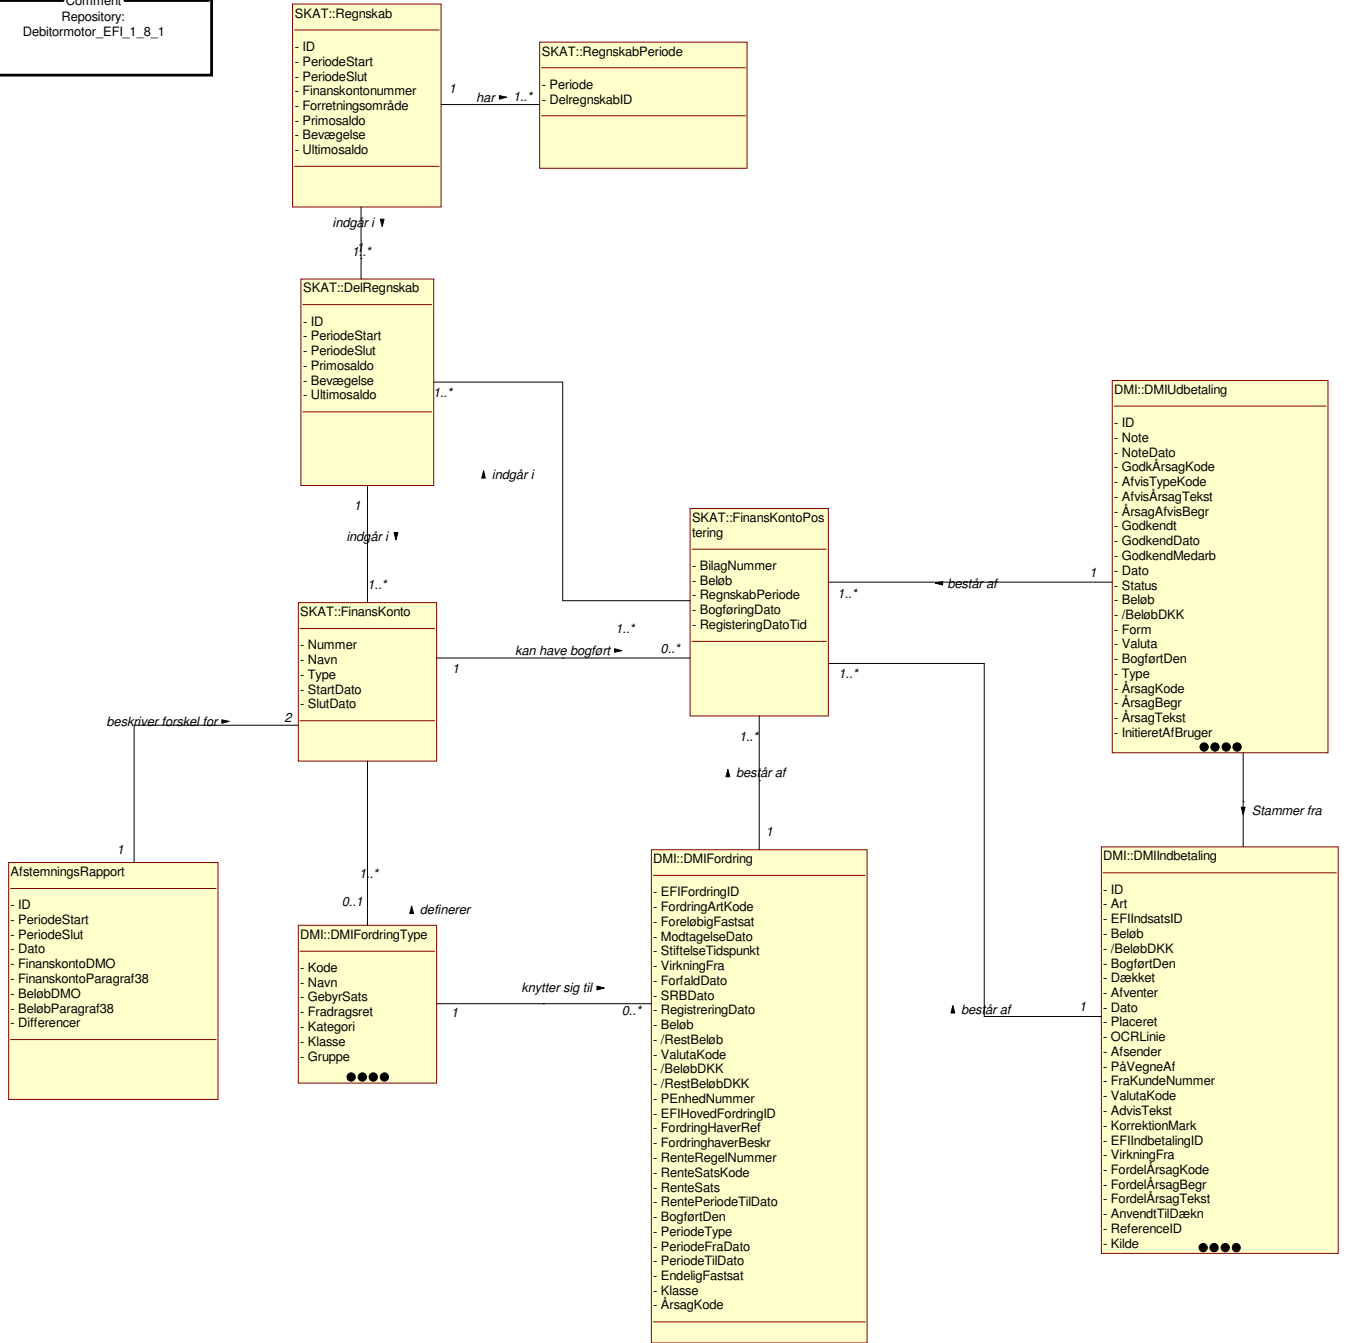 Comment
Repository:
Debitormotor_EFI_1_8_1
SKAT::Regnskab
- ID
- PeriodeStart
- PeriodeSlut
- Finanskontonummer
- Forretningsområde
- Primosaldo
- Bevægelse
- Ultimosaldo
1
har ►
1..*
SKAT::RegnskabPeriode
- Periode
- DelregnskabID
indgår i ▼
1
1..*
SKAT::DelRegnskab
- ID
- PeriodeStart
- PeriodeSlut
- Primosaldo
- Bevægelse
- Ultimosaldo
1..*
▲ indgår i
1
indgår i ▼
1..*
SKAT::FinansKonto
- Nummer
- Navn
- Type
- StartDato
- SlutDato
1
kan have bogført ►
0..*
1..*
SKAT::FinansKontoPos
tering
- BilagNummer
- Beløb
- RegnskabPeriode
- BogføringDato
- RegisteringDatoTid
1..*
◄ består af
1
DMI::DMIUdbetaling
- ID
- Note
- NoteDato
- GodkÅrsagKode
- AfvisTypeKode
- AfvisÅrsagTekst
- ÅrsagAfvisBegr
- Godkendt
- GodkendDato
- GodkendMedarb
- Dato
- Status
- Beløb
- /BeløbDKK
- Form
- Valuta
- BogførtDen
- Type
- ÅrsagKode
- ÅrsagBegr
- ÅrsagTekst
- InitieretAfBruger
▼ Stammer fra
beskriver forskel for ►
2
1
AfstemningsRapport
- ID
- PeriodeStart
- PeriodeSlut
- Dato
- FinanskontoDMO
- FinanskontoParagraf38
- BeløbDMO
- BeløbParagraf38
- Differencer
1..*
0..1
▲ definerer
DMI::DMIFordringType
- Kode
- Navn
- GebyrSats
- Fradragsret
- Kategori
- Klasse
- Gruppe
knytter sig til ►
1
0..*
1..*
▲ består af
1
DMI::DMIFordring
- EFIFordringID
- FordringArtKode
- ForeløbigFastsat
- ModtagelseDato
- StiftelseTidspunkt
- VirkningFra
- ForfaldDato
- SRBDato
- RegistreringDato
- Beløb
- /RestBeløb
- ValutaKode
- /BeløbDKK
- /RestBeløbDKK
- PEnhedNummer
- EFIHovedFordringID
- FordringHaverRef
- FordringhaverBeskr
- RenteRegelNummer
- RenteSatsKode
- RenteSats
- RentePeriodeTilDato
- BogførtDen
- PeriodeType
- PeriodeFraDato
- PeriodeTilDato
- EndeligFastsat
- Klasse
- ÅrsagKode
1..*
▲ består af
1
DMI::DMIIndbetaling
- ID
- Art
- EFIIndsatsID
- Beløb
- /BeløbDKK
- BogførtDen
- Dækket
- Afventer
- Dato
- Placeret
- OCRLinie
- Afsender
- PåVegneAf
- FraKundeNummer
- ValutaKode
- AdvisTekst
- KorrektionMark
- EFIIndbetalingID
- VirkningFra
- FordelÅrsagKode
- FordelÅrsagBegr
- FordelÅrsagTekst
- AnvendtTilDækn
- ReferenceID
- Kilde